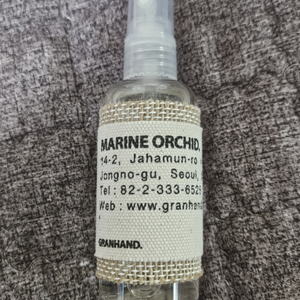 MARINE ORCHID.
14-2, Jahamun-ro
Jongno-gu, Seoul,
Tel : 82-2-333-6525
Web : www.granhand
GRANHAND.